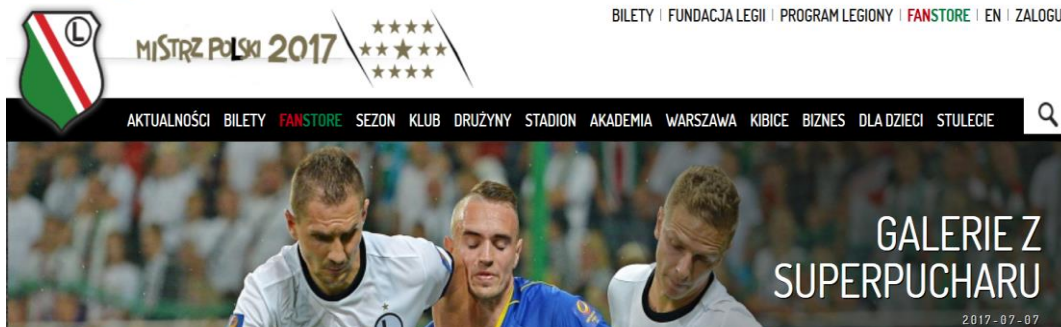 BILETY | FUNDACJA LEGII | PROGRAM LEGIONY | FANSTORE | EN | ZALOGU
L
MISTRZ POLSKI 2017
AKTUALNOŚCI BILETY FANSTORE SEZON KLUB DRUŻYNY STADION AKADEMIA WARSZAWA KIBICE BIZNES DLA DZIECI STULECIE
GALERIE Z
SUPERPUCHARU
2017-07-07